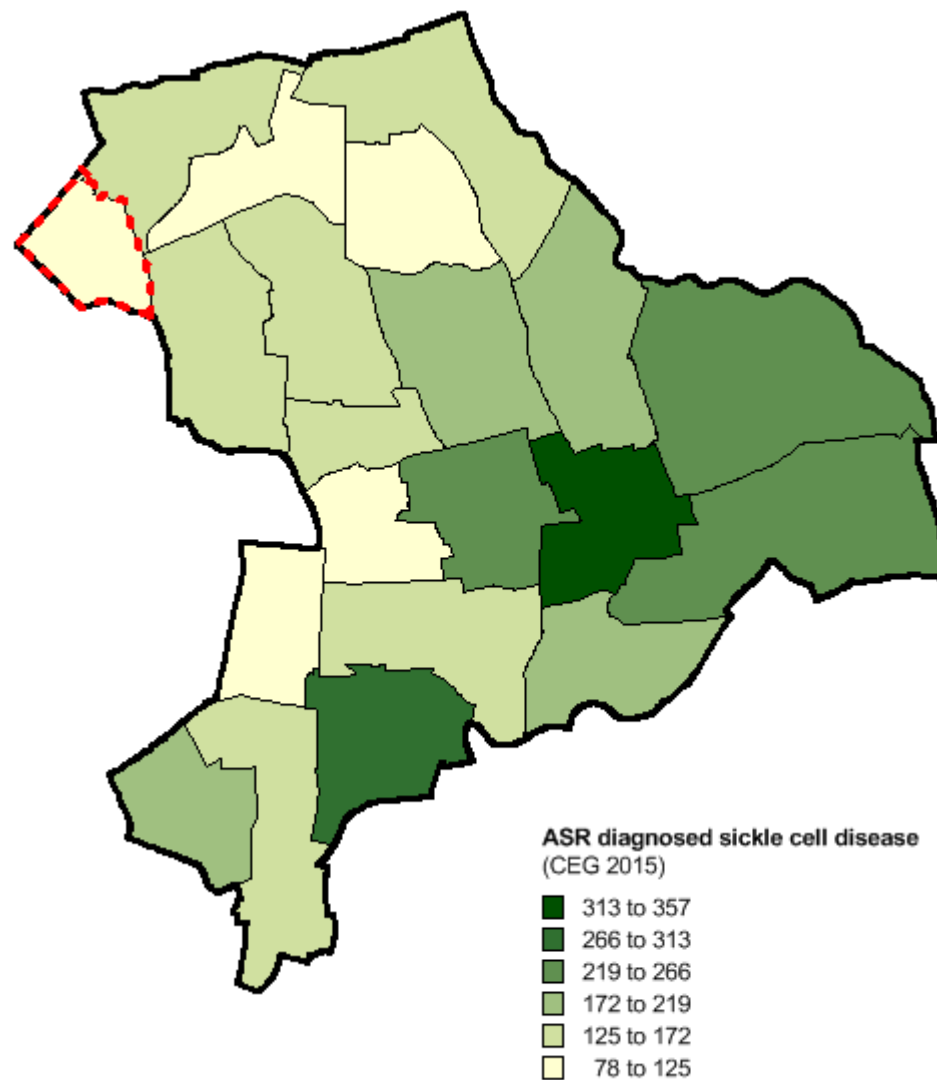 ASR diagnosed sickle cell disease
(CEG 2015)
313 to 357
266 to 313
219 to 266
172 to 219
125 to 172
78 to 125